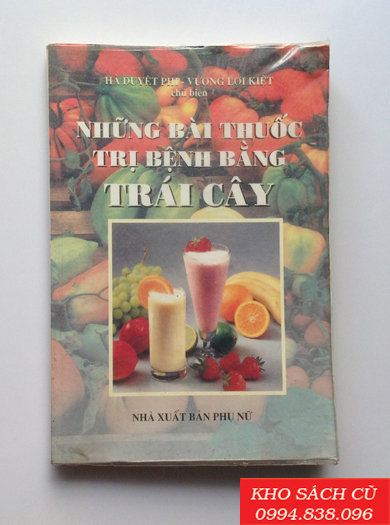 HÀ DUYỆT PHI - VƯƠNG LÔI KIỆT
chủ biên
NHỮNG BÀI THUỐC
TRỊ BỆNH BẰNG
TRÁI CÂY
NHÀ XUẤT BẢN PHỤ NỮ
KHO SÁCH CŨ
0994.838.096